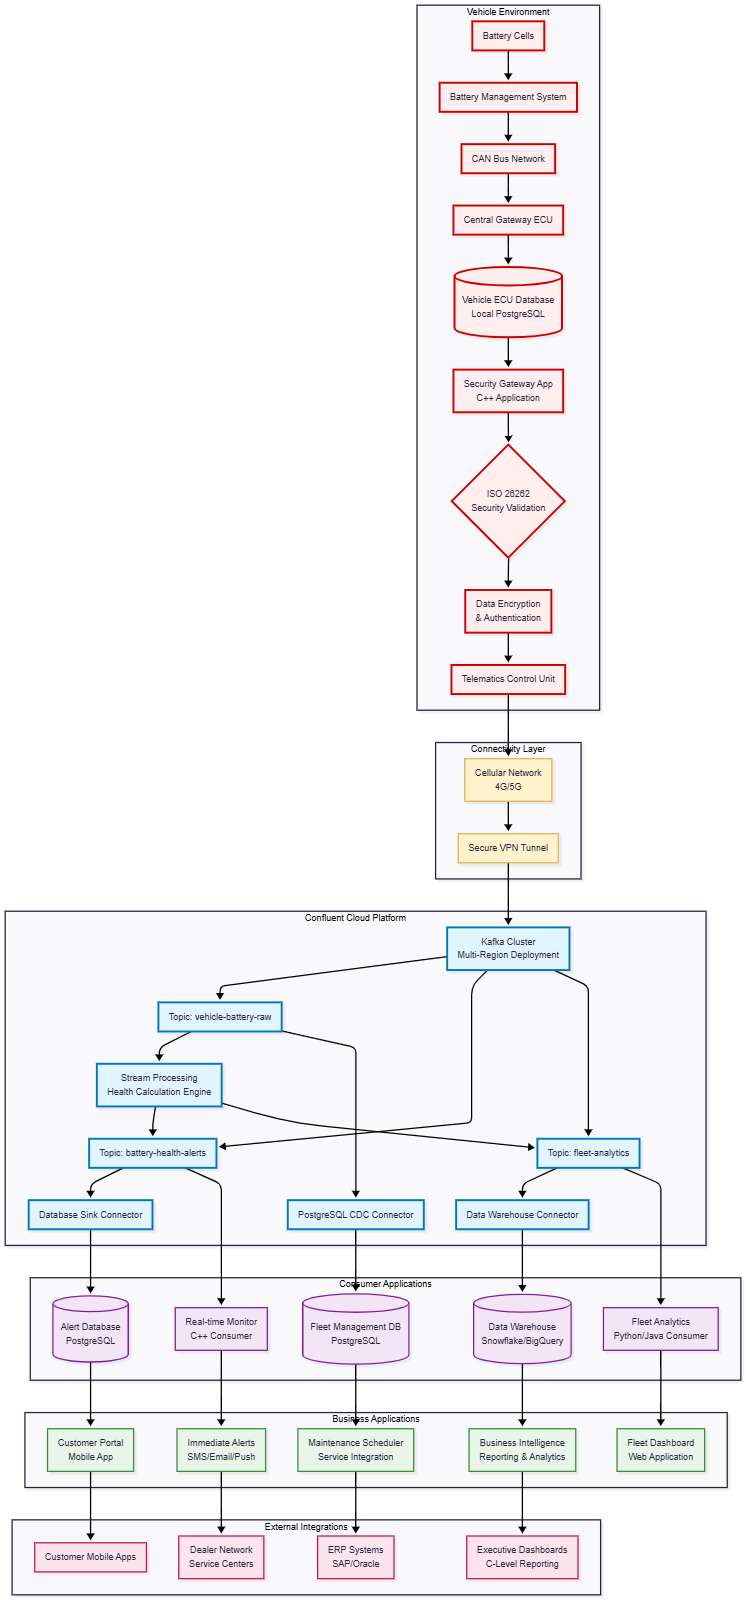 Vehicle Environment
Battery Cells
Battery Management System
CAN Bus Network
Central Gateway ECU
Vehicle ECU Database
Local PostgreSQL
Security Gateway App
C++ Application
ISO 26262
Security Validation
Data Encryption
& Authentication
Telematics Control Unit
Connectivity Layer
Cellular Network
4G/5G
Secure VPN Tunnel
Confluent Cloud Platform
Kafka Cluster
Multi-Region Deployment
Topic: vehicle-battery-raw
Stream Processing
Health Calculation Engine
Topic: battery-health-alerts
Topic: fleet-analytics
Database Sink Connector
PostgreSQL CDC Connector
Data Warehouse Connector
Consumer Applications
Alert Database
PostgreSQL
Real-time Monitor
C++ Consumer
Fleet Management DB
PostgreSQL
Data Warehouse
Snowflake/BigQuery
Fleet Analytics
Python/Java Consumer
Business Applications
Customer Portal
Mobile App
Immediate Alerts
SMS/Email/Push
Maintenance Scheduler
Service Integration
Business Intelligence
Reporting & Analytics
Fleet Dashboard
Web Application
External Integrations
Customer Mobile Apps
Dealer Network
Service Centers
ERP Systems
SAP/Oracle
Executive Dashboards
C-Level Reporting